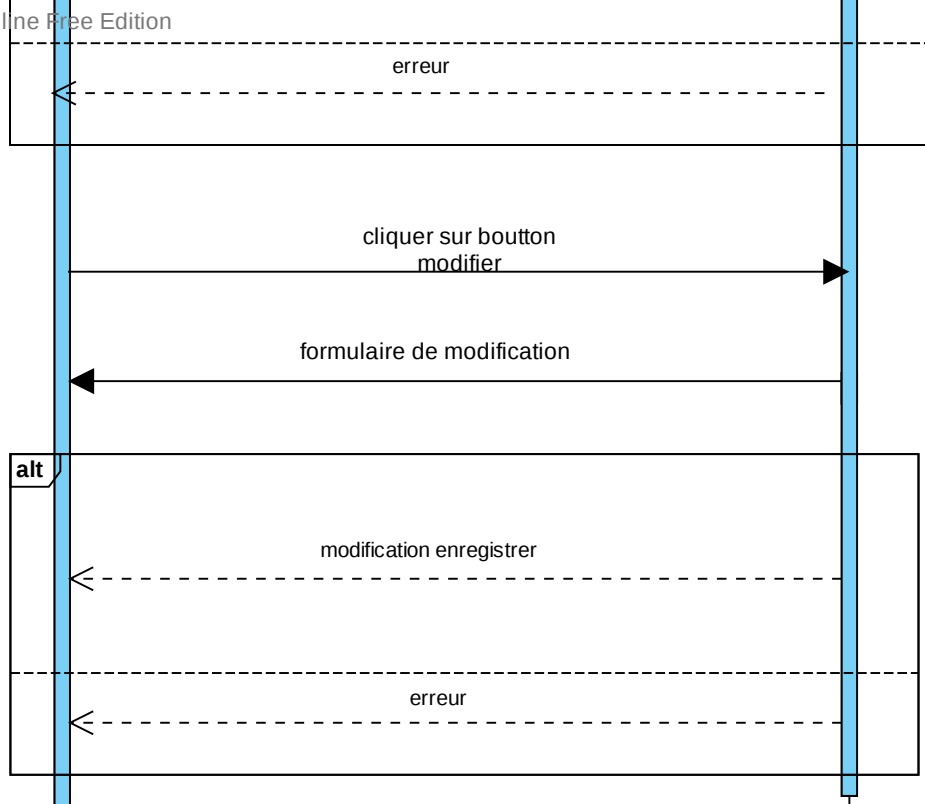 line Free Edition
erreur
cliquer sur boutton
modifier
formulaire de modification
alt
modification enregistrer
erreur